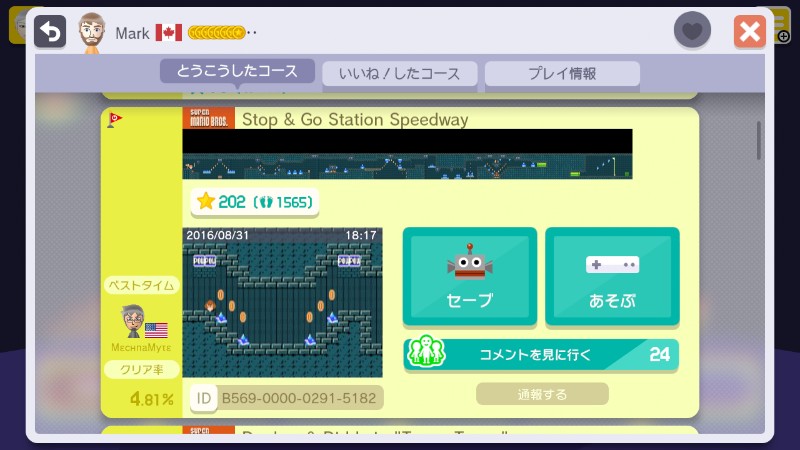 Mark
とうこうしたコース
いいね!したコース
プレイ情報
SUPER
MARIO BROS.
Stop & Go Station Speedway
202 (1565)
2016/08/31 18:17
セーブ
あそぶ
ベストタイム
MechnaMyte
クリア率
4.81%
コメントを見に行く 24
ID B569-0000-0291-5182
通報する
SUPER